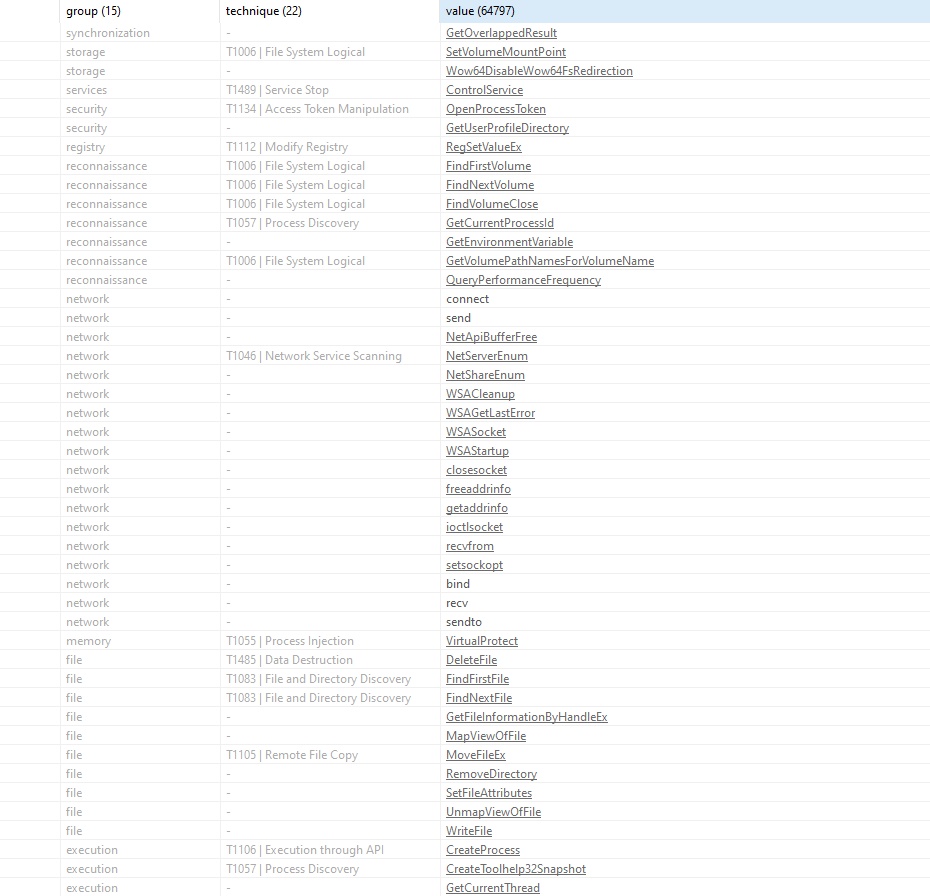 group (15) technique (22) value (64797)
synchronization - GetOverlappedResult
storage T1006 | File System Logical SetVolumeMountPoint
storage - Wow64DisableWow64FsRedirection
services T1489 | Service Stop ControlService
security T1134 | Access Token Manipulation OpenProcessToken
security - GetUserProfileDirectory
registry T1112 | Modify Registry RegSetValueEx
reconnaissance T1006 | File System Logical FindFirstVolume
reconnaissance T1006 | File System Logical FindNextVolume
reconnaissance T1006 | File System Logical FindVolumeClose
reconnaissance T1057 | Process Discovery GetCurrentProcessId
reconnaissance - GetEnvironmentVariable
reconnaissance T1006 | File System Logical GetVolumePathNamesForVolumeName
reconnaissance - QueryPerformanceFrequency
network - connect
network - send
network - NetApiBufferFree
network T1046 | Network Service Scanning NetServerEnum
network - NetShareEnum
network - WSACleanup
network - WSAGetLastError
network - WSASocket
network - WSAStartup
network - closesocket
network - freeaddrinfo
network - getaddrinfo
network - ioctlsocket
network - recvfrom
network - setsockopt
network - bind
network - recv
network - sendto
memory T1055 | Process Injection VirtualProtect
file T1485 | Data Destruction DeleteFile
file T1083 | File and Directory Discovery FindFirstFile
file T1083 | File and Directory Discovery FindNextFile
file - GetFileInformationByHandleEx
file - MapViewOfFile
file T1105 | Remote File Copy MoveFileEx
file - RemoveDirectory
file - SetFileAttributes
file - UnmapViewOfFile
file - WriteFile
execution T1106 | Execution through API CreateProcess
execution T1057 | Process Discovery CreateToolhelp32Snapshot
execution - GetCurrentThread